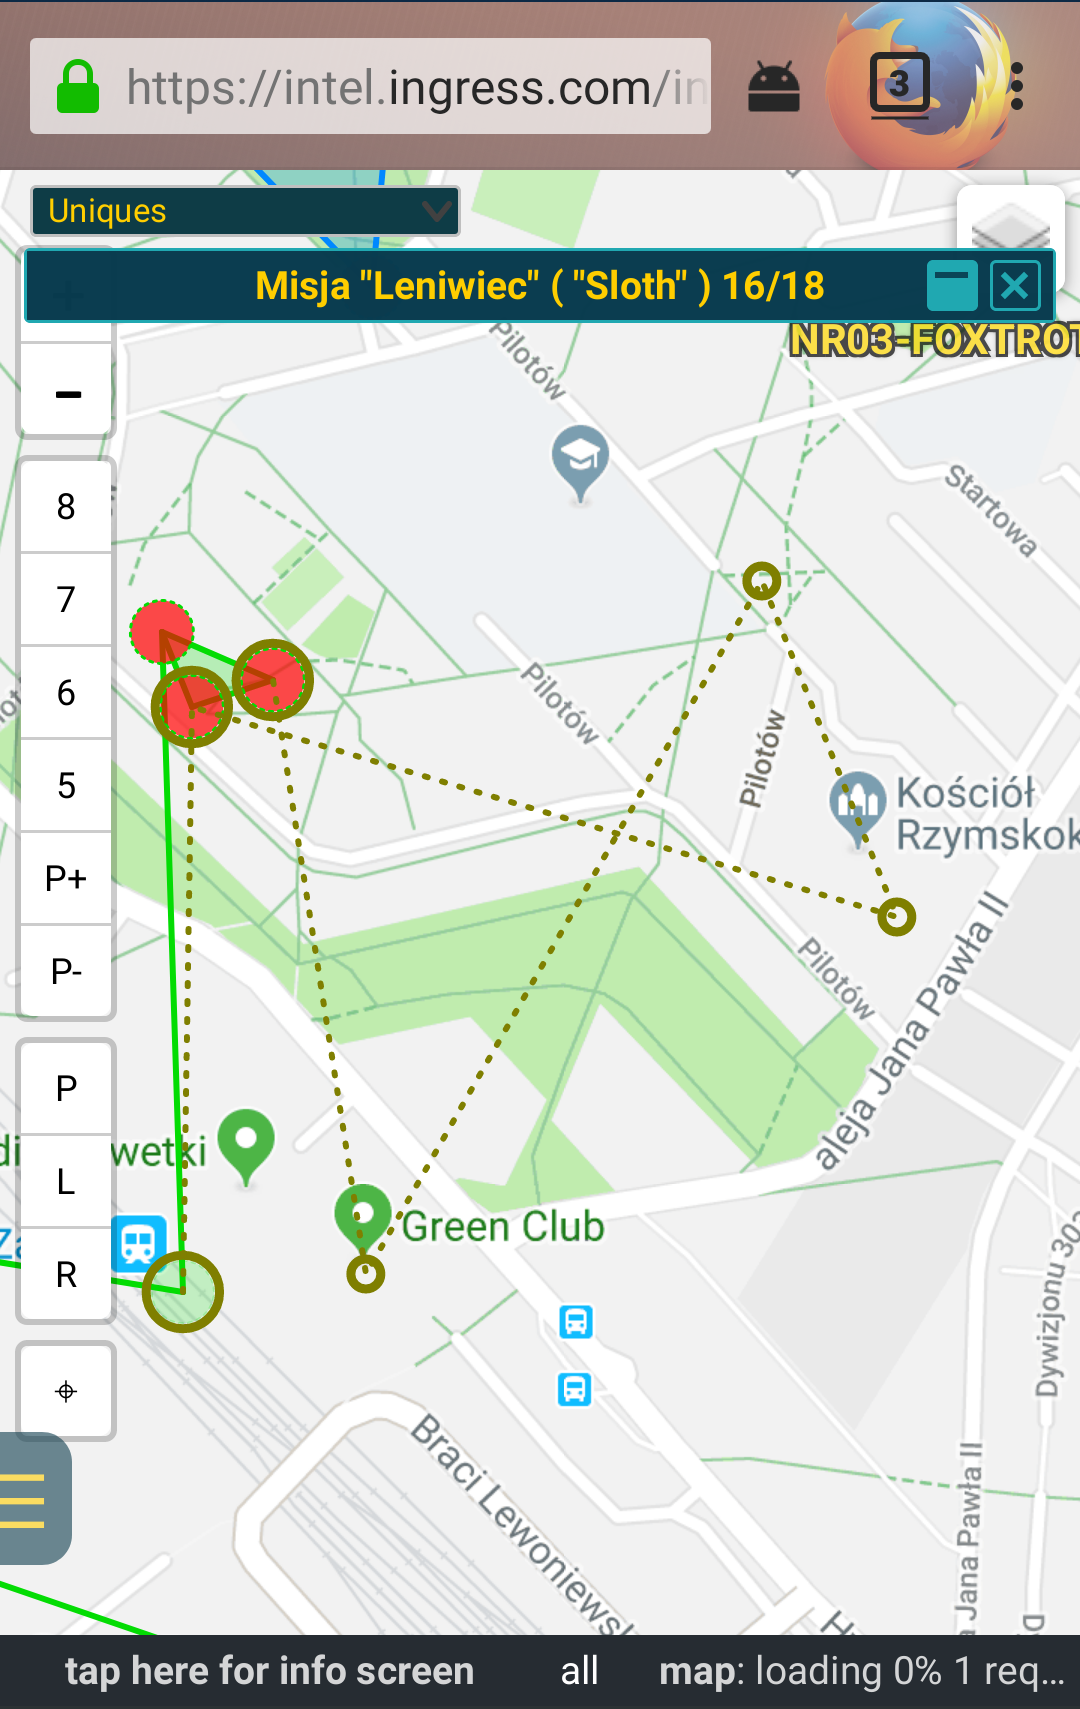 https://intel.ingress.com/in
3
Uniques
Misja "Leniwiec" ( "Sloth" ) 16/18
NR03-FOXTROT
Pilotów
−
Startowa
8
7
6
5
P+
P-
Pilotów
Pilotów
Kościół
Rzymskok
Pilotów
aleja Jana Pawła II
P
L
R
wetki
Green Club
Dywizjonu 303
Braci Lewoniewsk
Jana Pawła II
tap here for info screen
all
map: loading 0% 1 req...